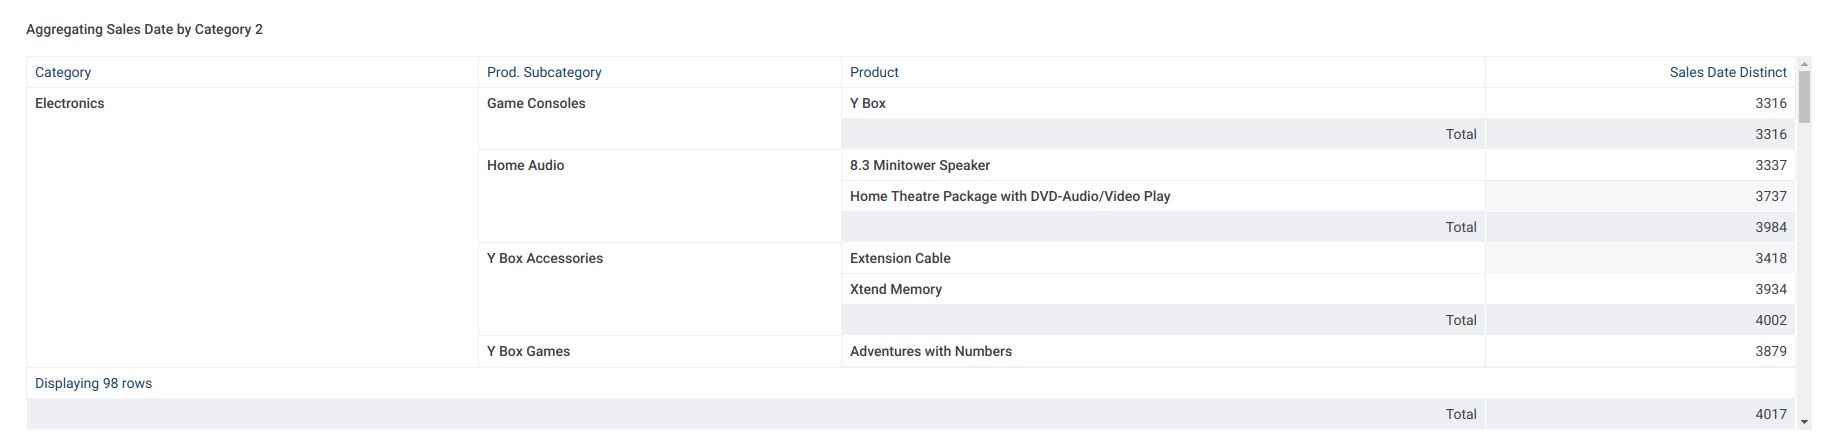 Aggregating Sales Date by Category 2
Category Prod. Subcategory Product Sales Date Distinct
Electronics Game Consoles Y Box 3316
Total 3316
Home Audio 8.3 Minitower Speaker 3337
Home Theatre Package with DVD-Audio/Video Play 3737
Total 3984
Y Box Accessories Extension Cable 3418
Xtend Memory 3934
Total 4002
Y Box Games Adventures with Numbers 3879
Displaying 98 rows
Total 4017